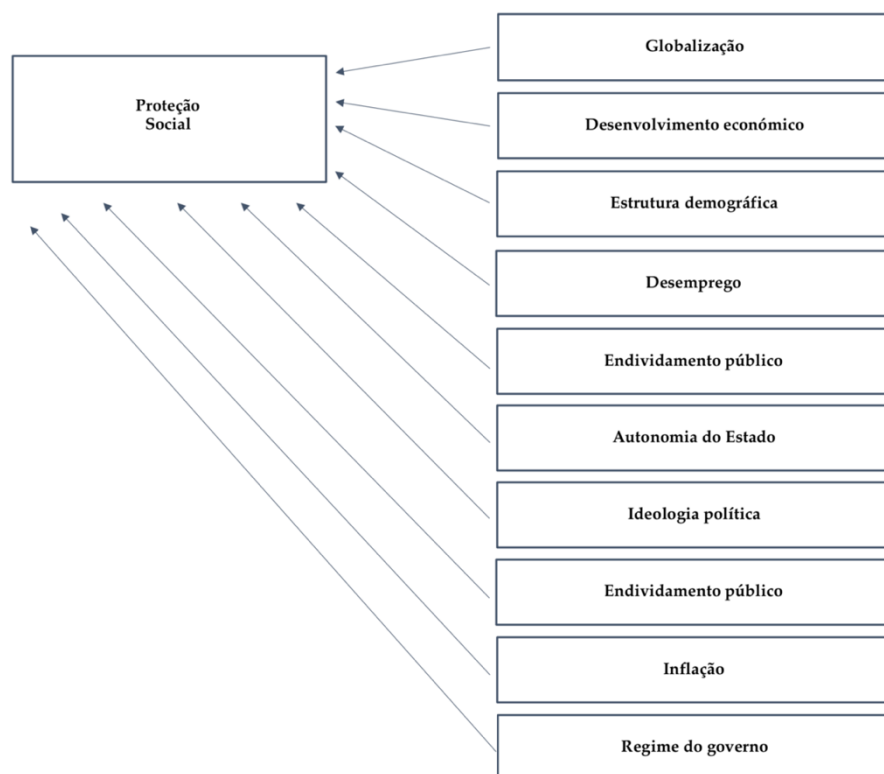 Proteção
Social
Globalização
Desenvolvimento económico
Estrutura demográfica
Desemprego
Endividamento público
Autonomia do Estado
Ideologia política
Endividamento público
Inflação
Regime do governo